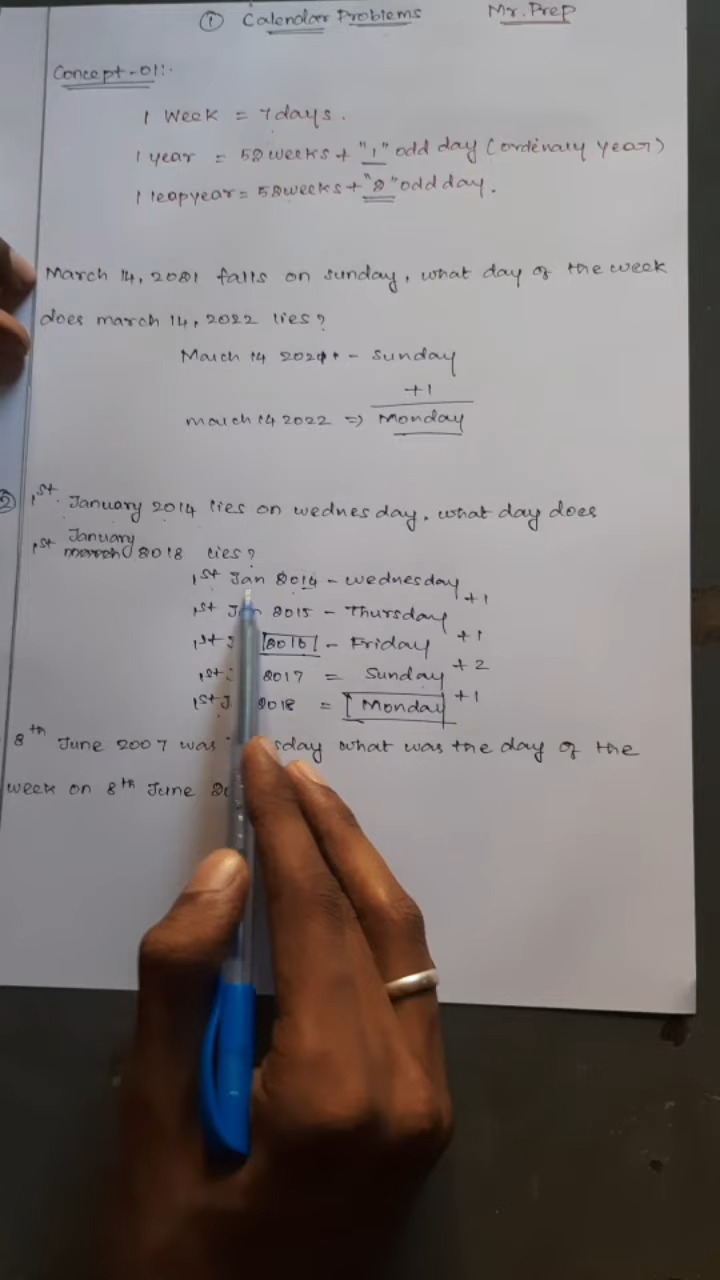 ① Calendar Problems Mr. Prep
Concept-01:-
1 Week = 7days.
1 year = 52 weeks + "1" odd day (ordinary year)
1 leapyear = 52weeks + "2" odd day.
March 14, 2021 falls on sunday, what day of the week
does march 14, 2022 lies?
March 14 2021 - Sunday
+1
march 14 2022 => Monday
② 1st January 2014 lies on wednesday, what day does
January
1st march 2018 lies?
1st Jan 2014 - wednesday
+1
1st Jan 2015 - Thursday
+1
1st J 2016 - Friday
+2
1st 2017 = Sunday
+1
1st J 2018 = Monday
8th June 2007 was sday what was the day of the
week on 8th June